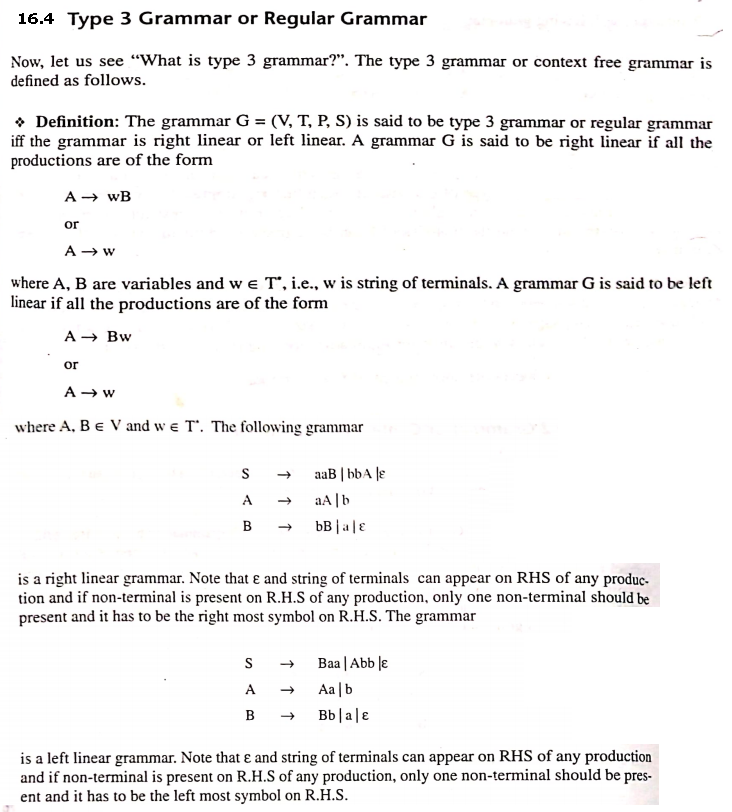 16.4 Type 3 Grammar or Regular Grammar
Now, let us see “What is type 3 grammar?”. The type 3 grammar or context free grammar is
defined as follows.
❖ Definition: The grammar G = (V, T, P, S) is said to be type 3 grammar or regular grammar
iff the grammar is right linear or left linear. A grammar G is said to be right linear if all the
productions are of the form
A → wB
or
A → w
where A, B are variables and w ∈ T*, i.e., w is string of terminals. A grammar G is said to be left
linear if all the productions are of the form
A → Bw
or
A → w
where A, B ∈ V and w ∈ T*. The following grammar
S → aaB | bbA |ε
A → aA | b
B → bB | a | ε
is a right linear grammar. Note that ε and string of terminals can appear on RHS of any produc-
tion and if non-terminal is present on R.H.S of any production, only one non-terminal should be
present and it has to be the right most symbol on R.H.S. The grammar
S → Baa | Abb |ε
A → Aa | b
B → Bb | a | ε
is a left linear grammar. Note that ε and string of terminals can appear on RHS of any production
and if non-terminal is present on R.H.S of any production, only one non-terminal should be pres-
ent and it has to be the left most symbol on R.H.S.